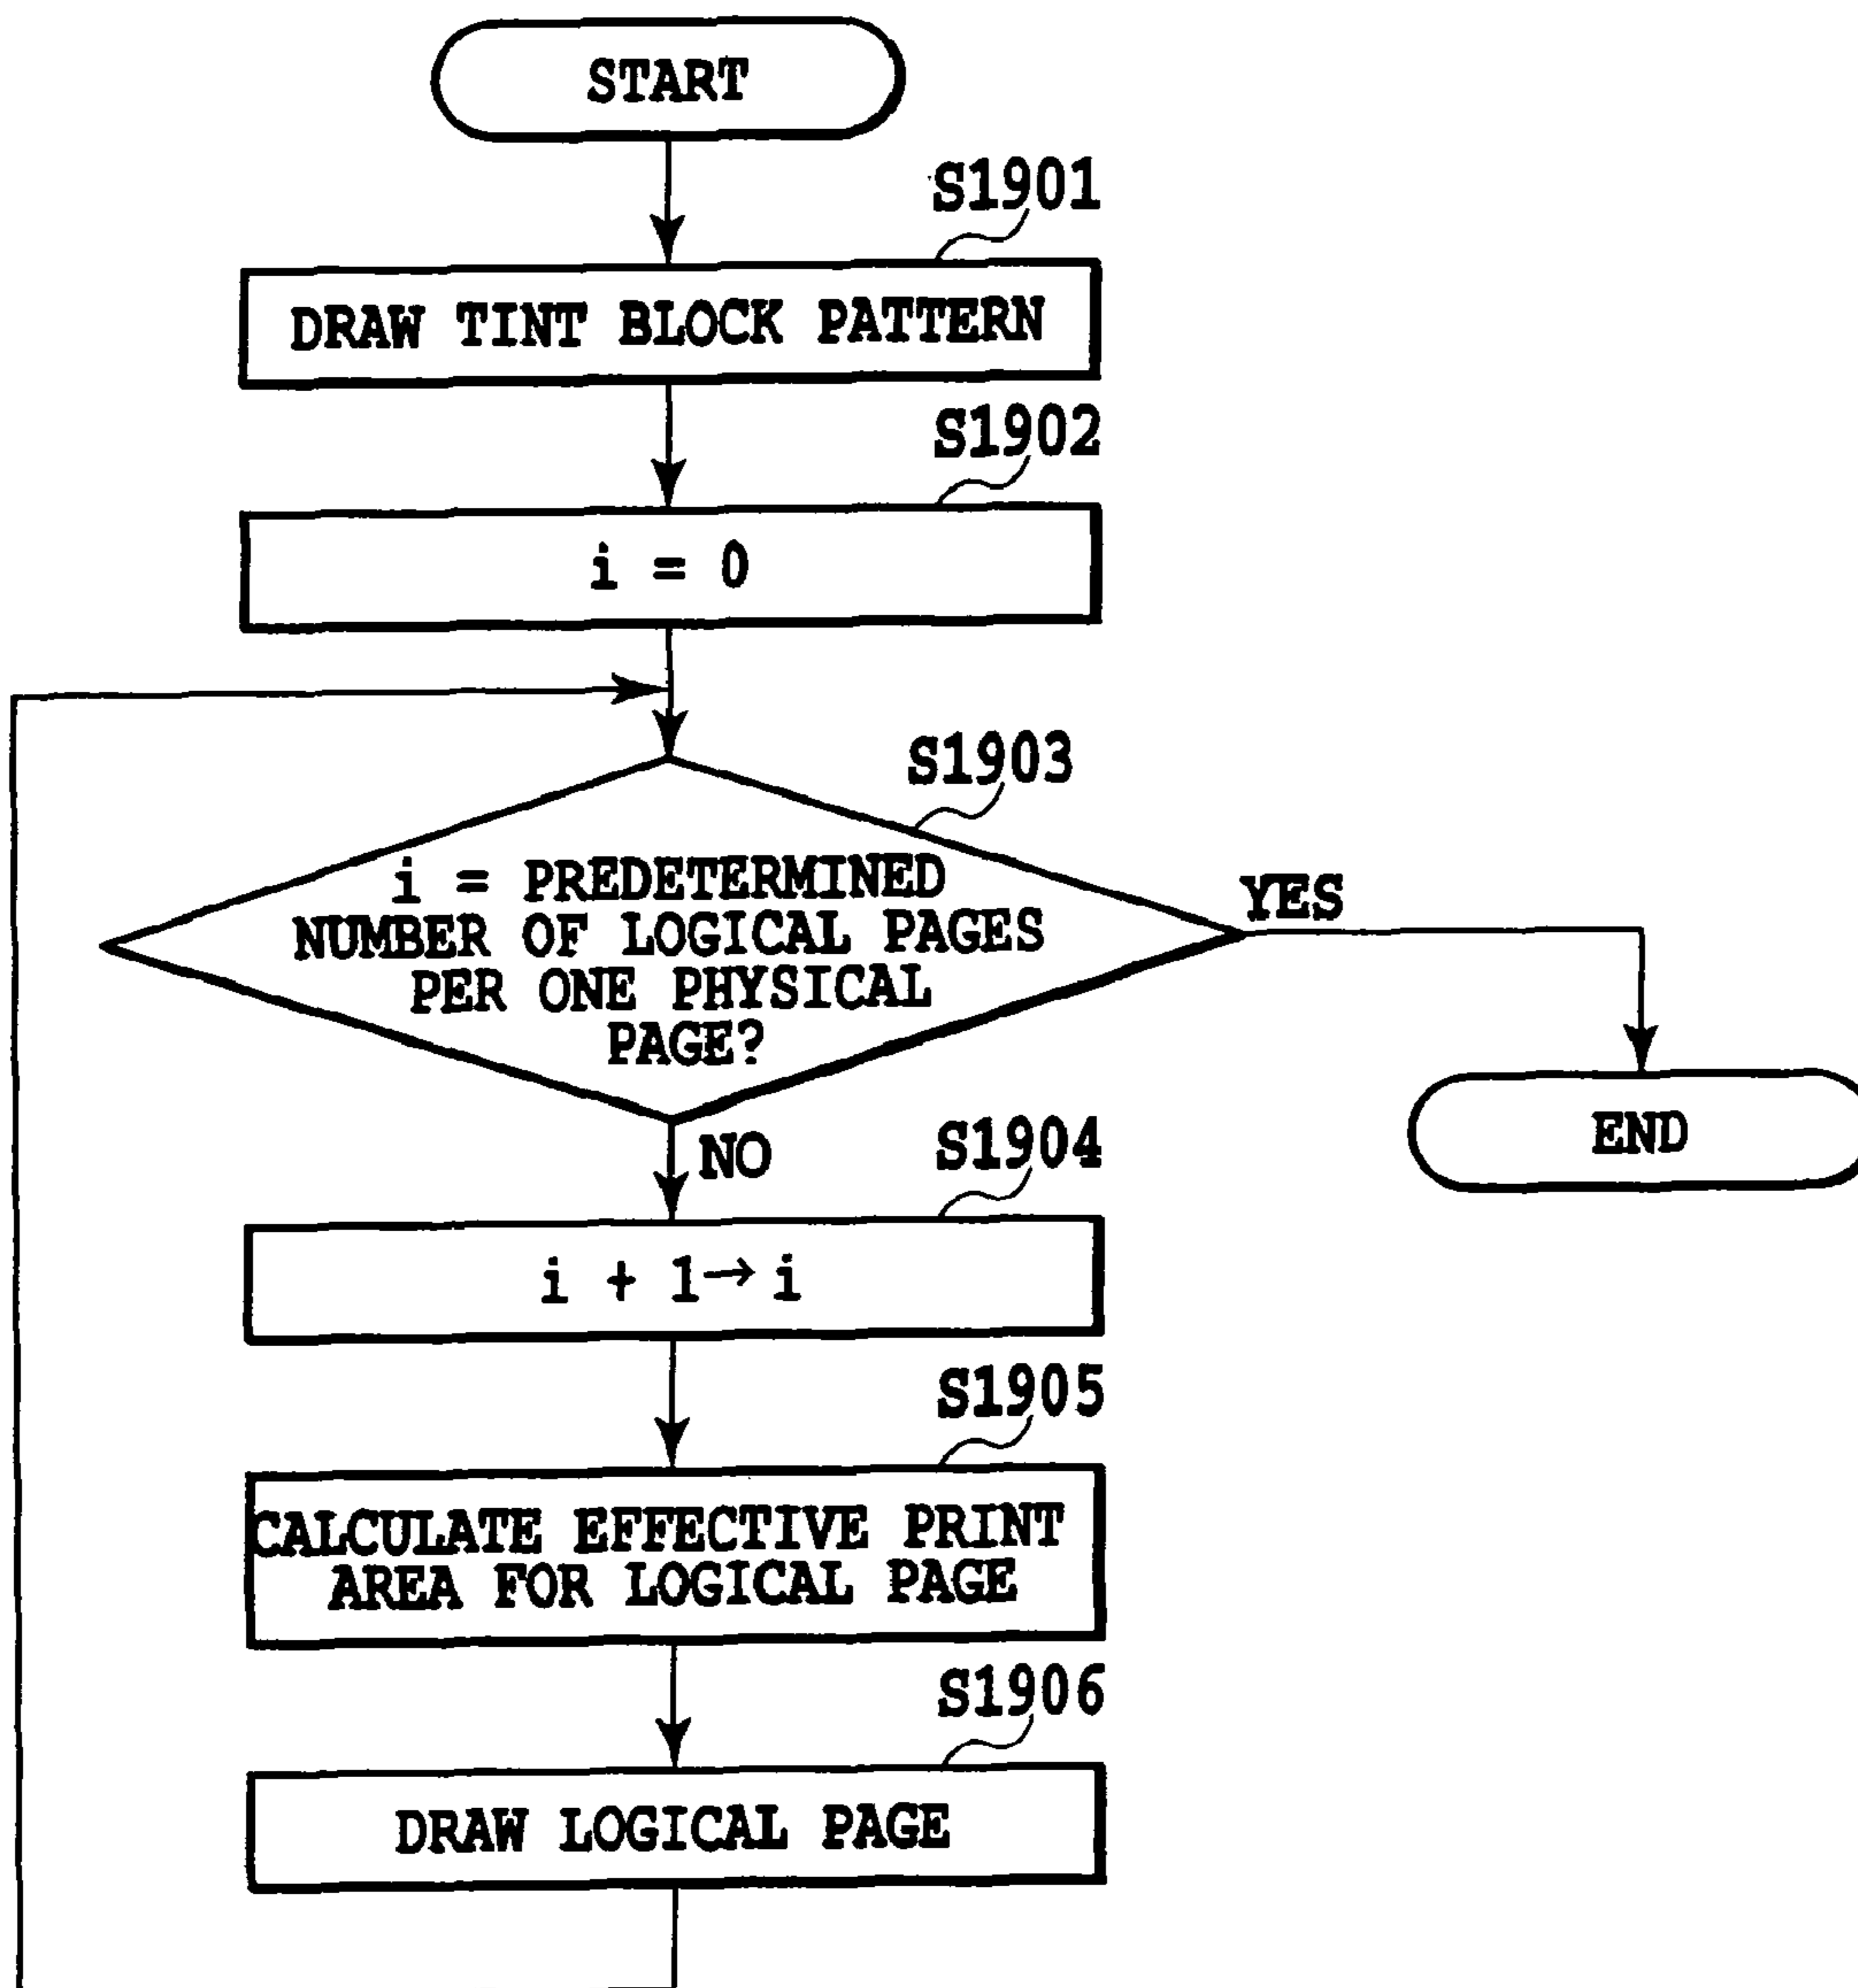 START
S1901
DRAW TINT BLOCK PATTERN
S1902
i = 0
S1903
i = PREDETERMINED
NUMBER OF LOGICAL PAGES
PER ONE PHYSICAL
PAGE?
YES
END
NO
S1904
i + 1→i
S1905
CALCULATE EFFECTIVE PRINT
AREA FOR LOGICAL PAGE
S1906
DRAW LOGICAL PAGE